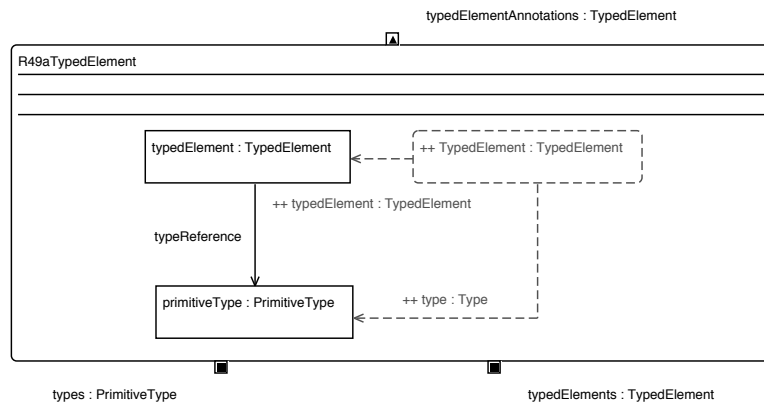 typedElementAnnotations : TypedElement
R49aTypedElement
typedElement : TypedElement
++ TypedElement : TypedElement
++ typedElement : TypedElement
typeReference
++ type : Type
primitiveType : PrimitiveType
types : PrimitiveType
typedElements : TypedElement